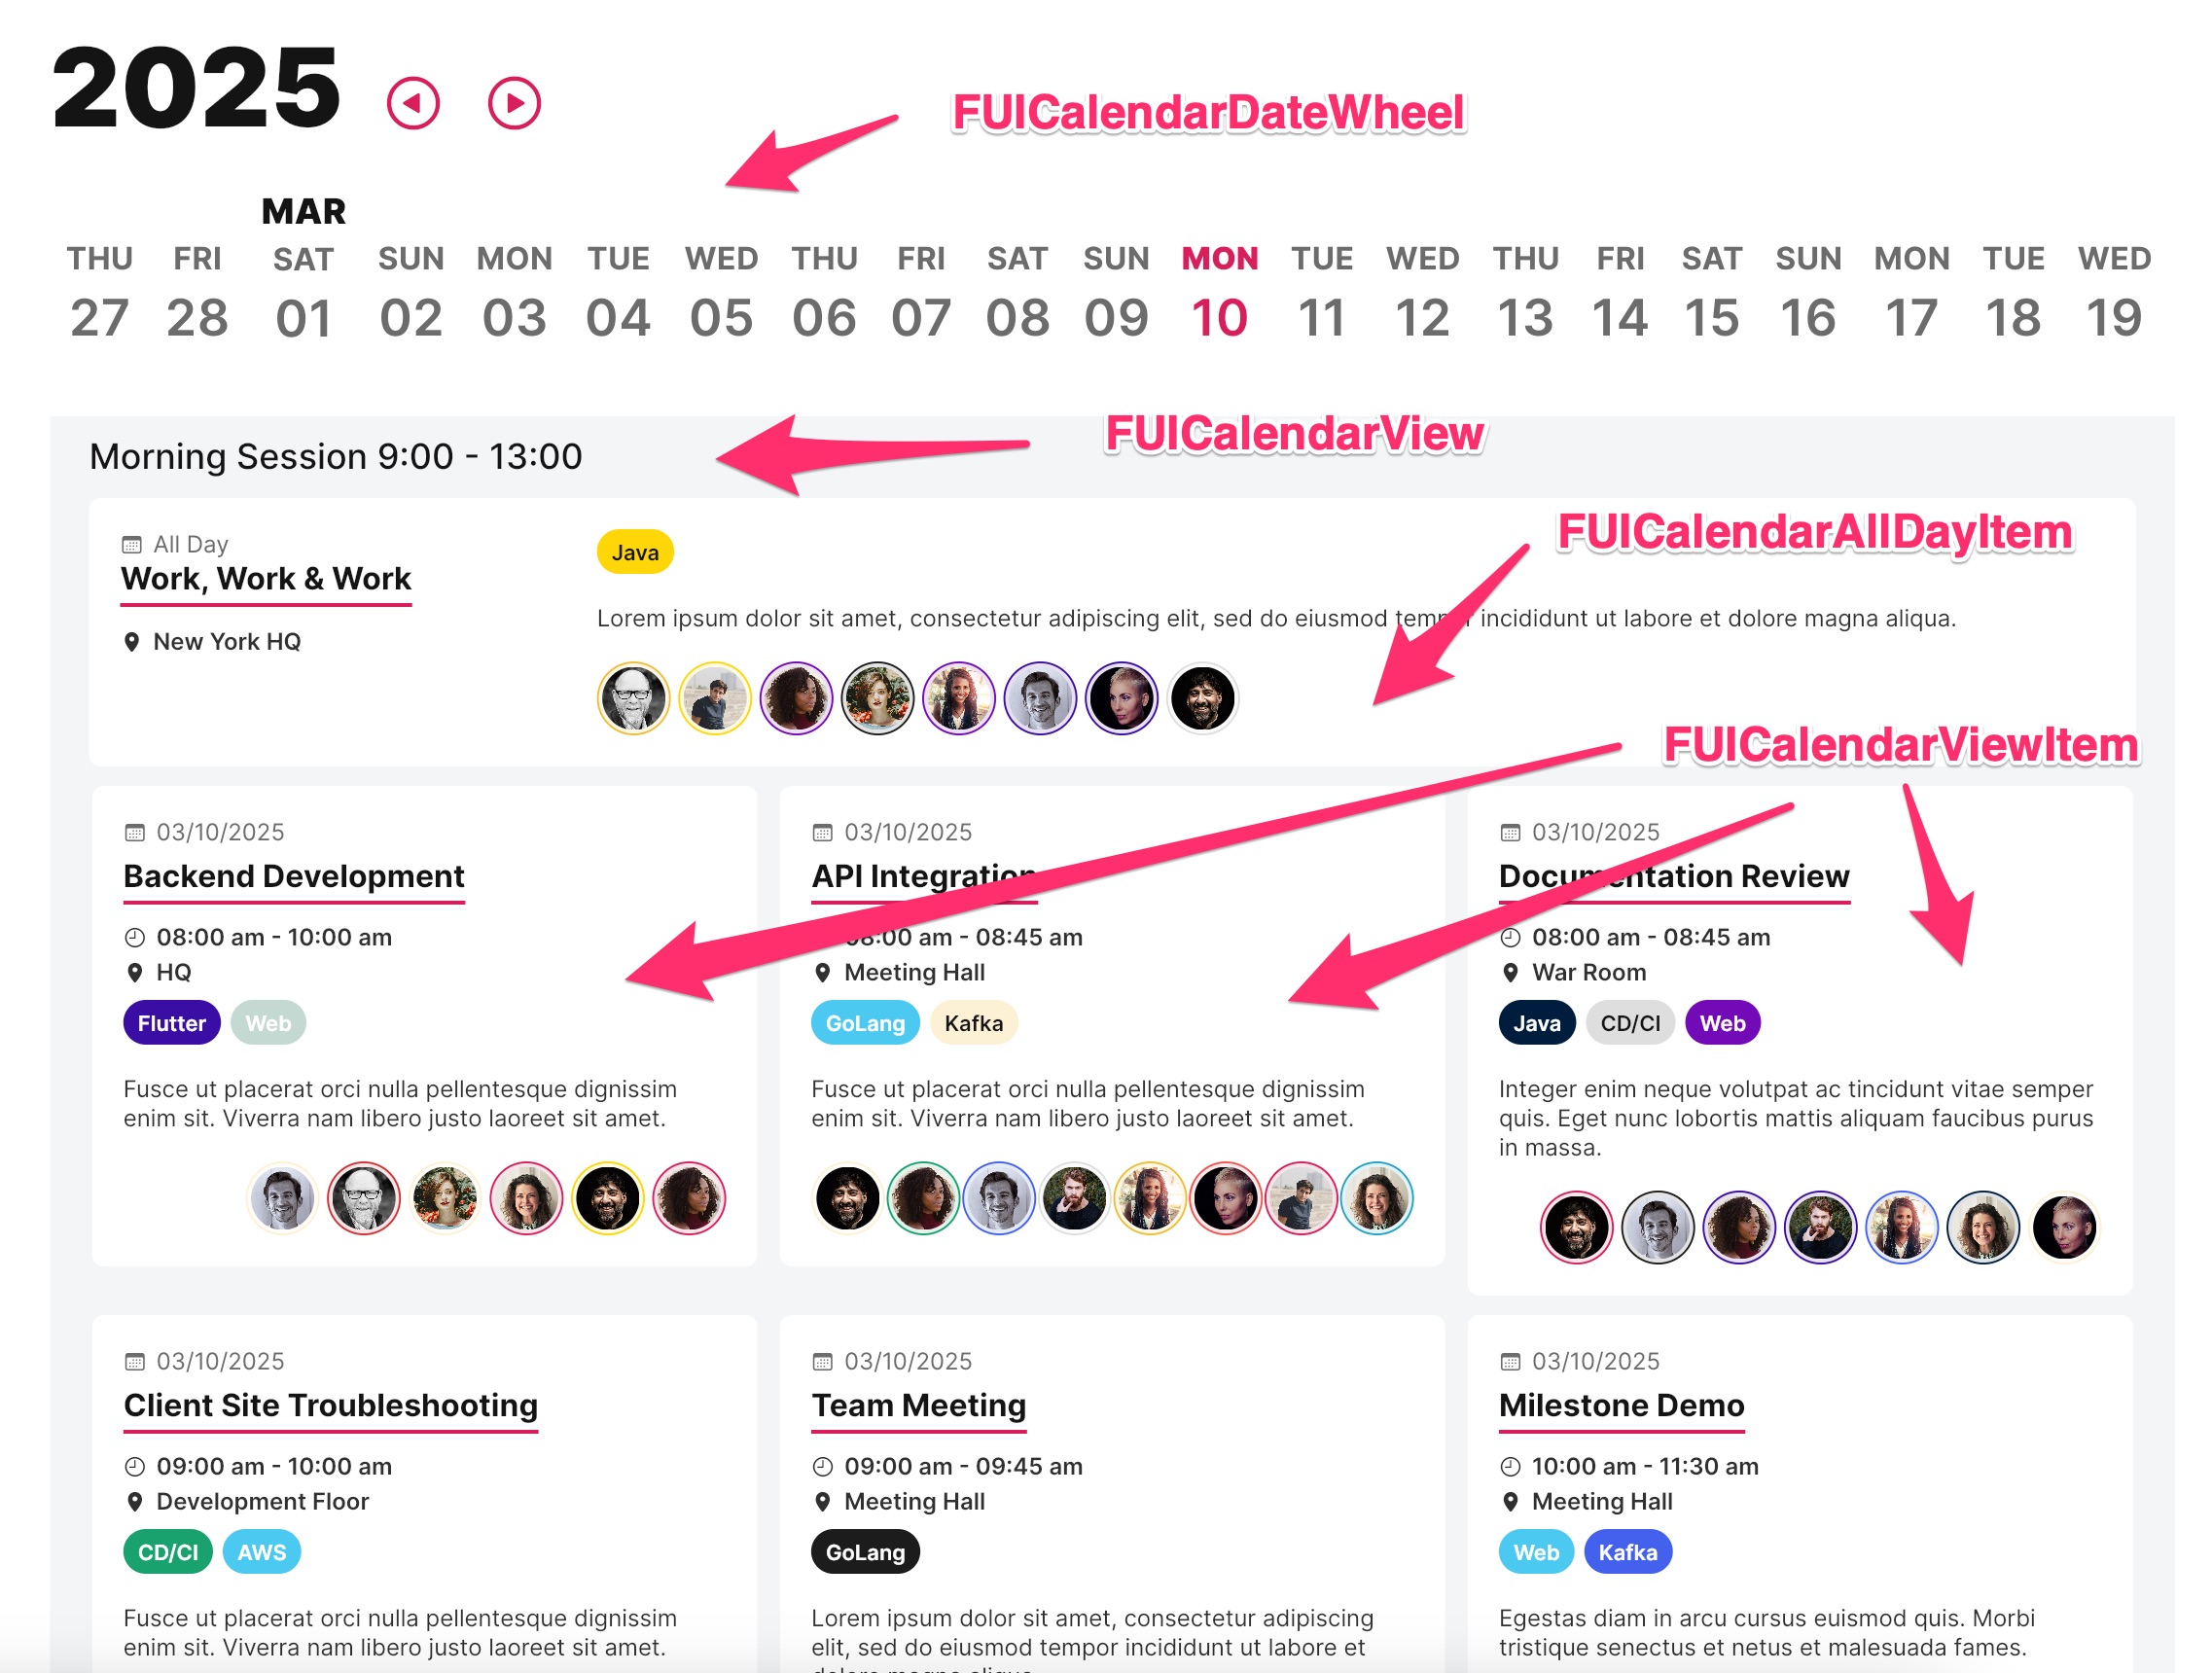 2025
FUICalendarDateWheel
MAR
THU FRI SAT SUN MON TUE WED THU FRI SAT SUN MON TUE WED THU FRI SAT SUN MON TUE WED
27 28 01 02 03 04 05 06 07 08 09 10 11 12 13 14 15 16 17 18 19
FUICalendarView
Morning Session 9:00 - 13:00
FUICalendarAllDayItem
All Day
Work, Work & Work
New York HQ
Java
Lorem ipsum dolor sit amet, consectetur adipiscing elit, sed do eiusmod incididunt ut labore et dolore magna aliqua.
FUICalendarViewItem
03/10/2025
Backend Development
08:00 am - 10:00 am
HQ
Flutter Web
Fusce ut placerat orci nulla pellentesque dignissim
enim sit. Viverra nam libero justo laoreet sit amet.
03/10/2025
API Integration
08:00 am - 08:45 am
Meeting Hall
GoLang Kafka
Fusce ut placerat orci nulla pellentesque dignissim
enim sit. Viverra nam libero justo laoreet sit amet.
03/10/2025
Documentation Review
08:00 am - 08:45 am
War Room
Java CD/CI Web
Integer enim neque volutpat ac tincidunt vitae semper
quis. Eget nunc lobortis mattis aliquam faucibus purus
in massa.
03/10/2025
Client Site Troubleshooting
09:00 am - 10:00 am
Development Floor
CD/CI AWS
Fusce ut placerat orci nulla pellentesque dignissim
enim sit. Viverra nam libero justo laoreet sit amet.
03/10/2025
Team Meeting
09:00 am - 09:45 am
Meeting Hall
GoLang
Lorem ipsum dolor sit amet, consectetur adipiscing
elit, sed do eiusmod tempor incididunt ut labore et
03/10/2025
Milestone Demo
10:00 am - 11:30 am
Meeting Hall
Web Kafka
Egestas diam in arcu cursus euismod quis. Morbi
tristique senectus et netus et malesuada fames.